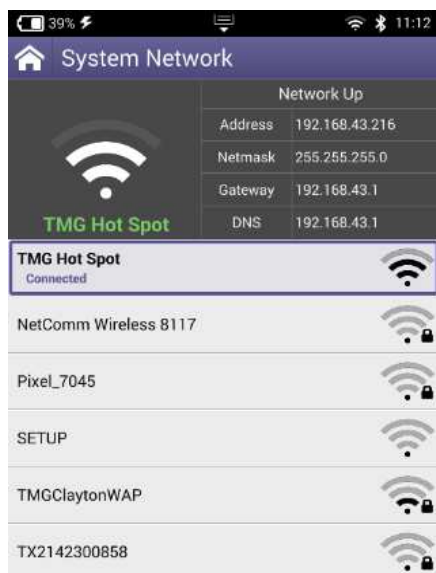 39% 11:12
System Network
Network Up
Address 192.168.43.216
Netmask 255.255.255.0
Gateway 192.168.43.1
DNS 192.168.43.1
TMG Hot Spot
TMG Hot Spot
Connected
NetComm Wireless 8117
Pixel_7045
SETUP
TMGClaytonWAP
TX2142300858